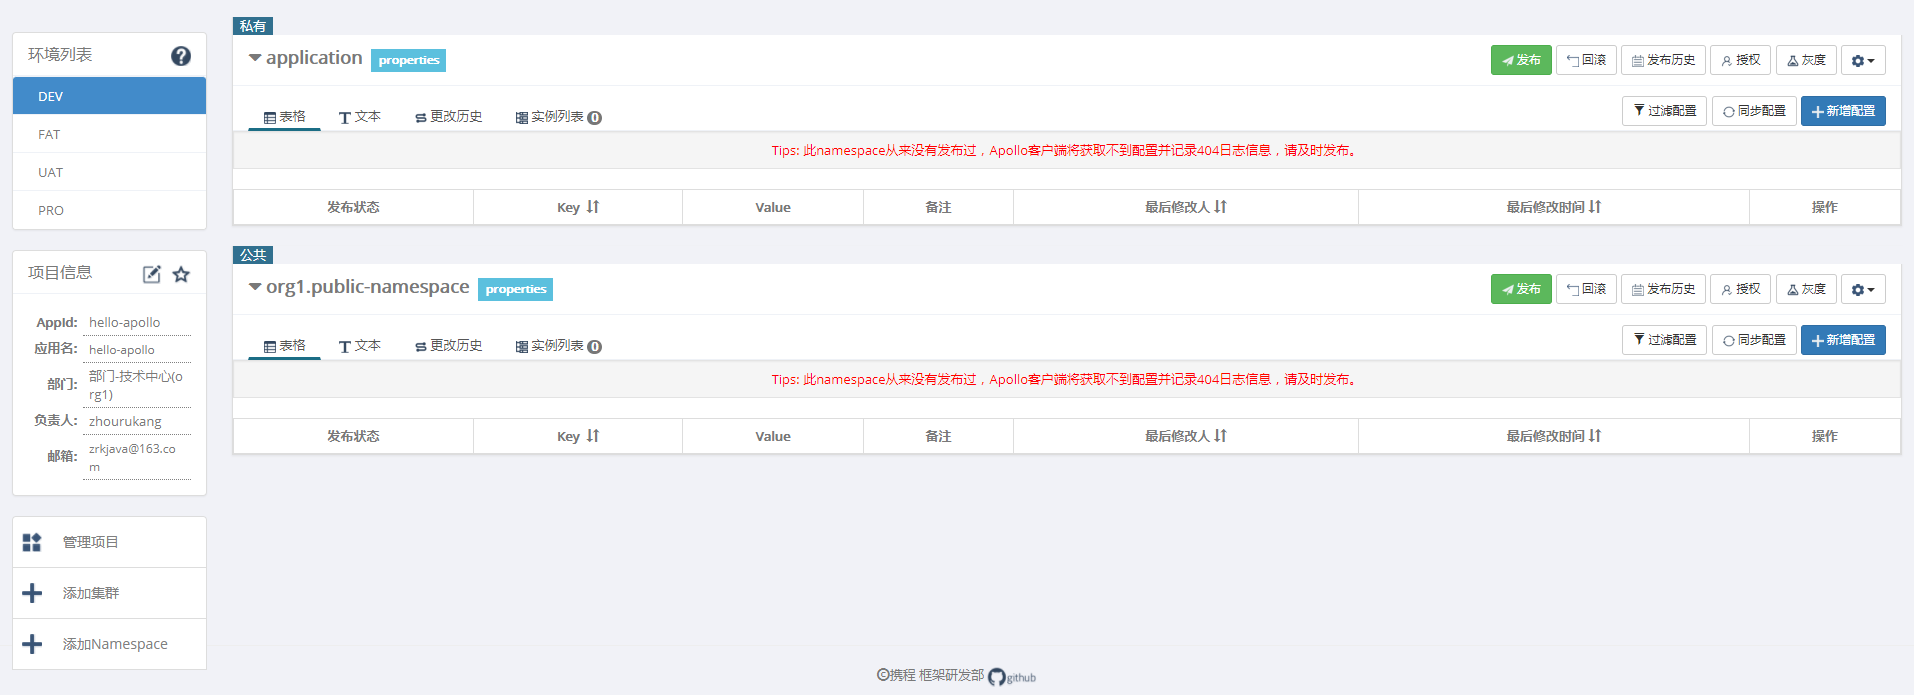 环境列表
DEV
FAT
UAT
PRO
项目信息
AppId: hello-apollo
应用名: hello-apollo
部门: 部门-技术中心(o
rg1)
负责人: zhourukang
邮箱: zrkjava@163.co
m
管理项目
添加集群
添加Namespace
私有
application properties 发布 回滚 发布历史 授权 灰度
表格 文本 更改历史 实例列表 0 过滤配置 同步配置 新增配置
Tips: 此namespace从来没有发布过，Apollo客户端将获取不到配置并记录404日志信息，请及时发布。
发布状态 Key Value 备注 最后修改人 最后修改时间 操作
公共
org1.public-namespace properties 发布 回滚 发布历史 授权 灰度
表格 文本 更改历史 实例列表 0 过滤配置 同步配置 新增配置
Tips: 此namespace从来没有发布过，Apollo客户端将获取不到配置并记录404日志信息，请及时发布。
发布状态 Key Value 备注 最后修改人 最后修改时间 操作
©携程 框架研发部 github